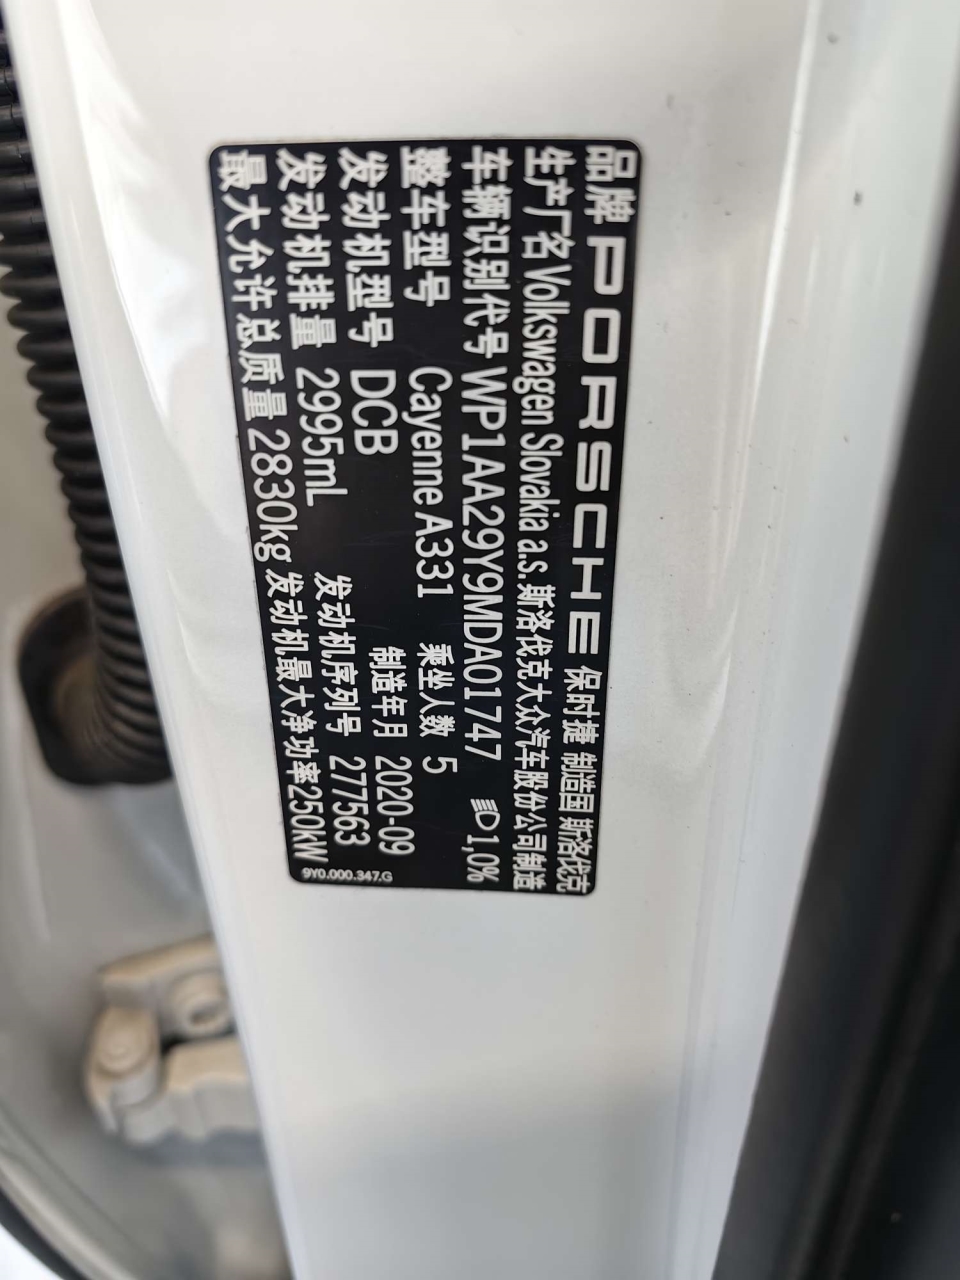 品牌 PORSCHE 保时捷 制造国 斯洛伐克
生产厂名 Volkswagen Slovakia a.s. 斯洛伐克大众汽车股份公司制造
车辆识别代号 WP1AA29Y9MDA01747 1,0%
整车型号 Cayenne A331 乘坐人数 5
发动机型号 DCB 制造年月 2020-09
发动机排量 2995mL 发动机序列号 277563
最大允许总质量 2830kg 发动机最大净功率250kW
9Y0.000.347.G